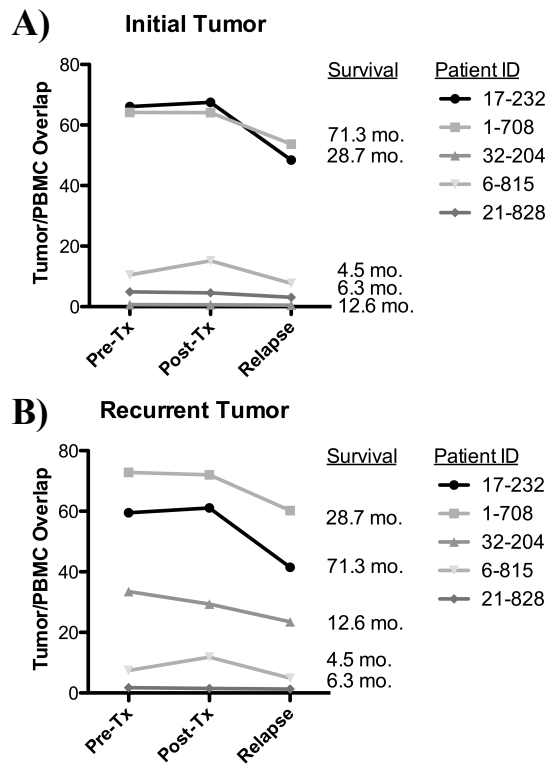 A) Initial Tumor
80
60
40
20
0
Tumor/PBMC Overlap
Pre-Tx
Post-Tx
Relapse
Survival
71.3 mo.
28.7 mo.
4.5 mo.
6.3 mo.
12.6 mo.
Patient ID
17-232
1-708
32-204
6-815
21-828
B) Recurrent Tumor
80
60
40
20
0
Tumor/PBMC Overlap
Pre-Tx
Post-Tx
Relapse
Survival
28.7 mo.
71.3 mo.
12.6 mo.
4.5 mo.
6.3 mo.
Patient ID
17-232
1-708
32-204
6-815
21-828